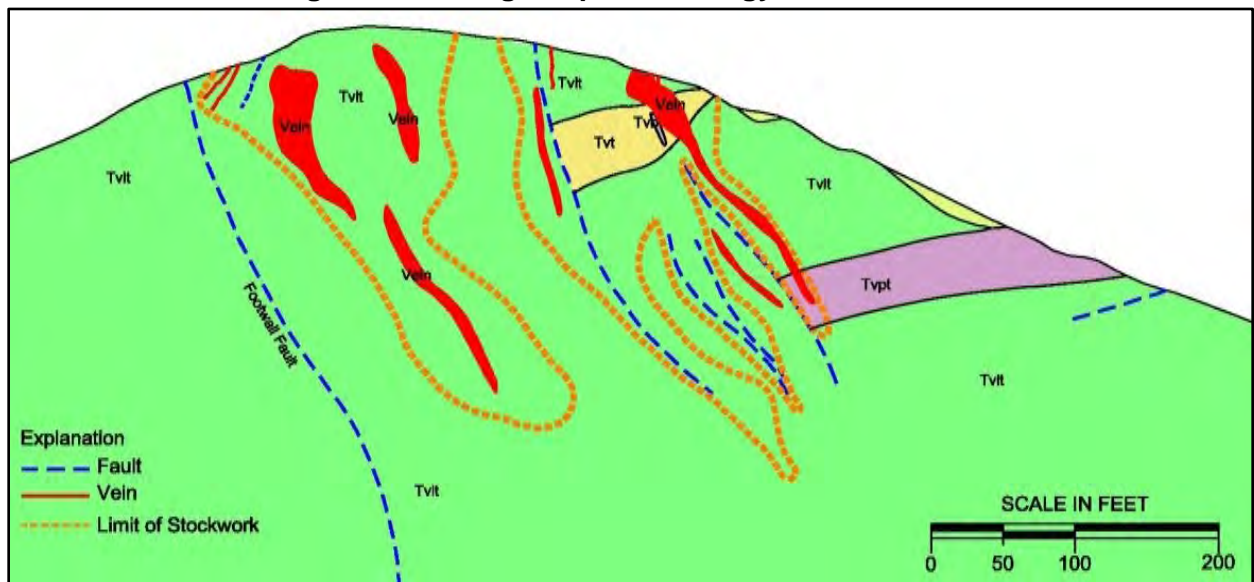 Tvlt
Vein
Tvlt
Vein
Tvlt
Vein
Tvt
Tvlt
Tvlt
Vein
Tvpt
Footwall Fault
Tvlt
Tvlt
Explanation
Fault
Vein
Limit of Stockwork
SCALE IN FEET
0 50 100 200